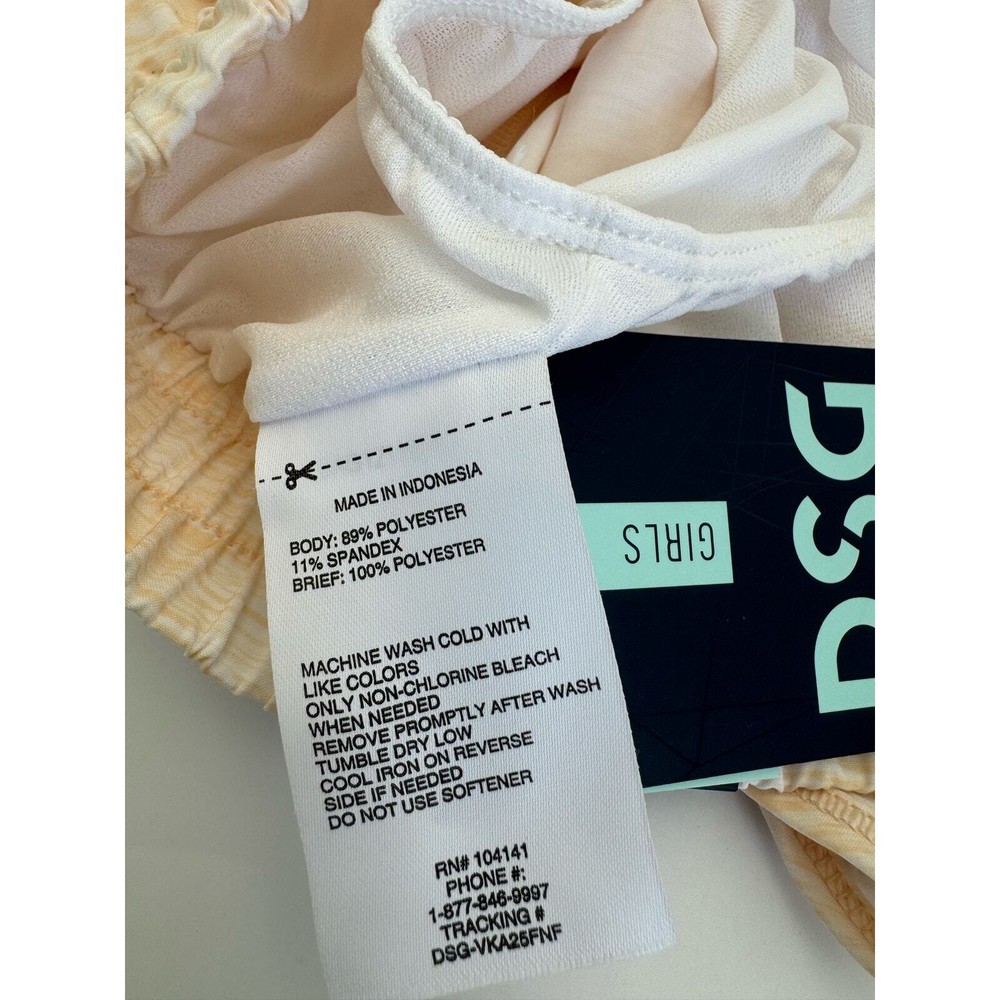 MADE IN INDONESIA
BODY: 89% POLYESTER
11% SPANDEX
BRIEF: 100% POLYESTER
MACHINE WASH COLD WITH
LIKE COLORS
ONLY NON-CHLORINE BLEACH
WHEN NEEDED
REMOVE PROMPTLY AFTER WASH
TUMBLE DRY LOW
COOL IRON ON REVERSE
SIDE IF NEEDED
DO NOT USE SOFTENER
RN# 104141
PHONE #:
1-877-846-9997
TRACKING #
DSG-VKA25FNF
GIRLS
DSG